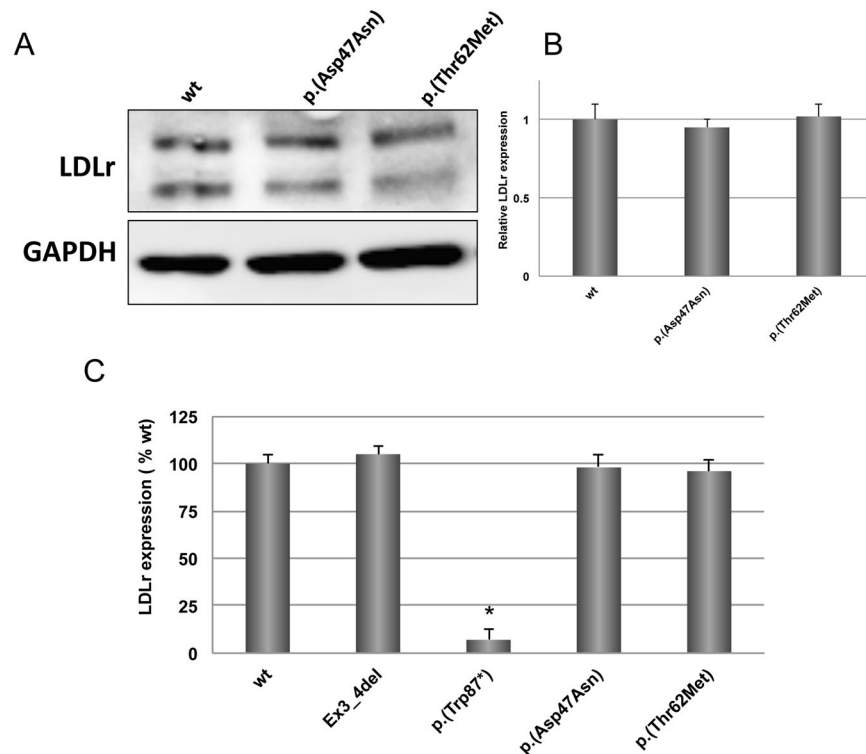 A
wt
p.(Asp47Asn)
p.(Thr62Met)
LDLr
GAPDH
B
Relative LDLr expression
1
0.5
0
wt
p.(Asp47Asn)
p.(Thr62Met)
C
LDLr expression ( % wt)
125
100
75
50
25
0
*
wt
Ex3_4del
p.(Trp87*)
p.(Asp47Asn)
p.(Thr62Met)